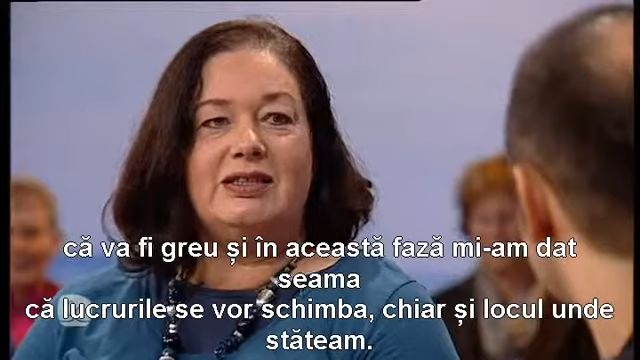 că va fi greu și în această fază mi-am dat
seama
că lucrurile se vor schimba, chiar și locul unde
stăteam.